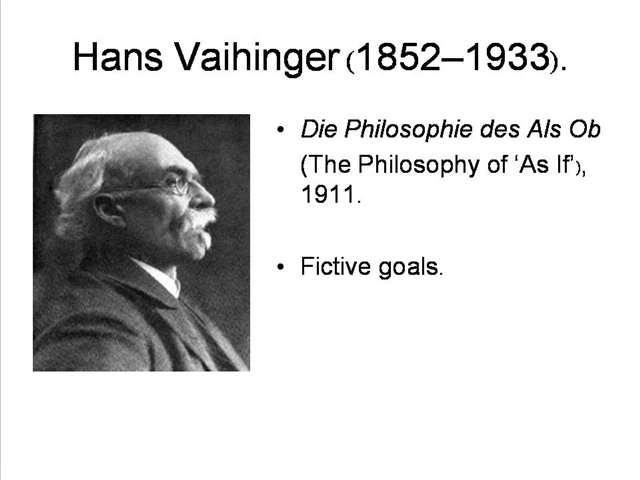 Hans Vaihinger (1852–1933).
• Die Philosophie des Als Ob
(The Philosophy of ‘As If’),
1911.
• Fictive goals.